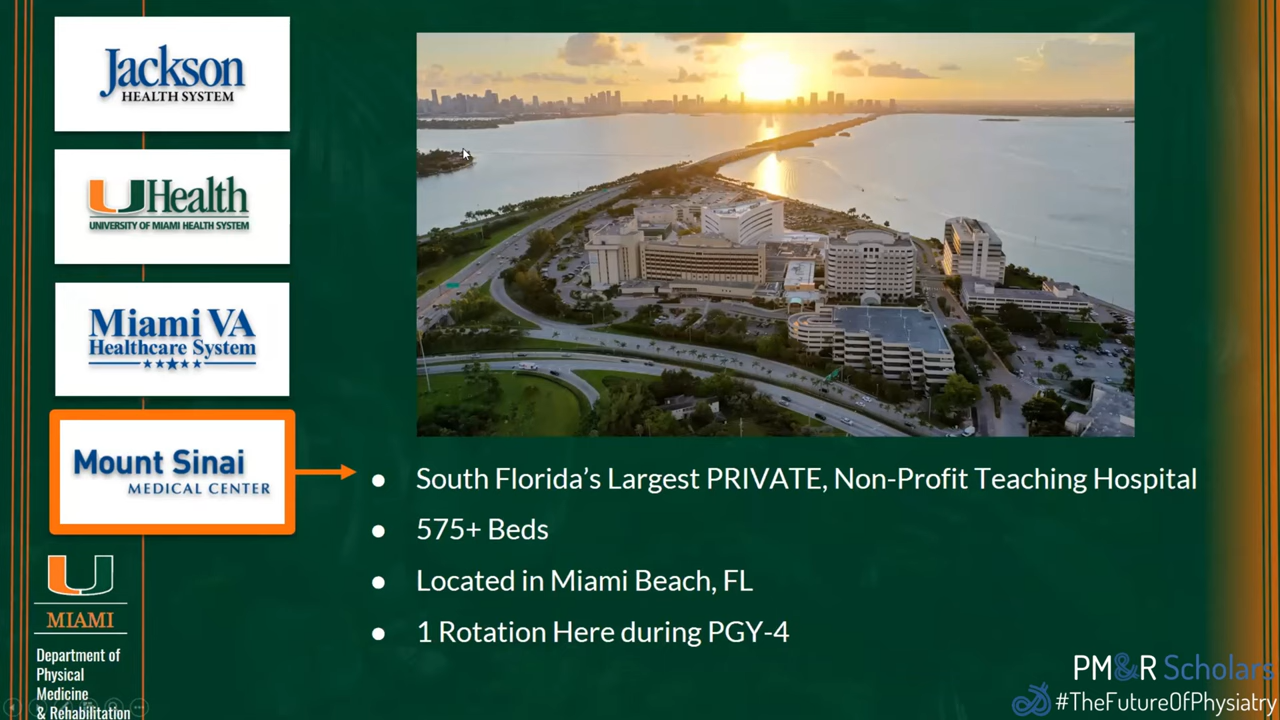 Jackson
HEALTH SYSTEM
UHealth
UNIVERSITY OF MIAMI HEALTH SYSTEM
Miami VA
Healthcare System
Mount Sinai
MEDICAL CENTER
MIAMI
Department of
Physical
Medicine
& Rehabilitation
● South Florida’s Largest PRIVATE, Non-Profit Teaching Hospital
● 575+ Beds
● Located in Miami Beach, FL
● 1 Rotation Here during PGY-4
PM&R Scholars
#TheFutureOfPhysiatry